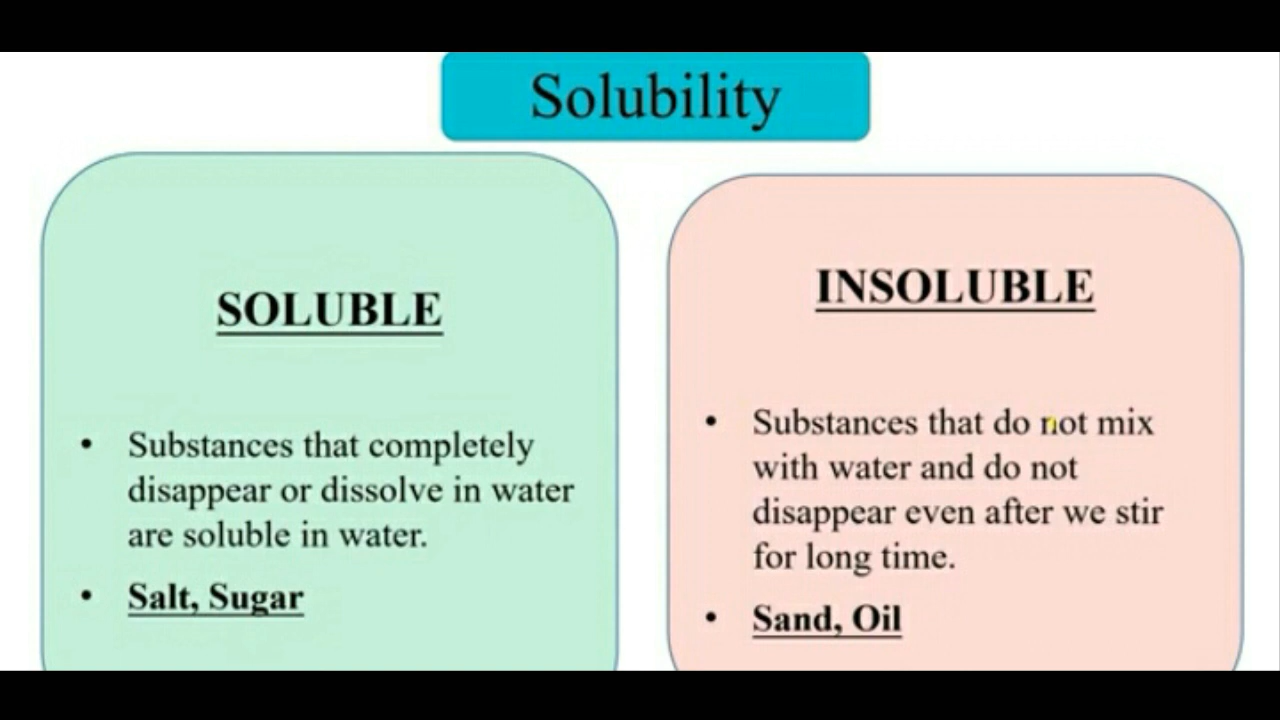 Solubility
SOLUBLE
• Substances that completely
disappear or dissolve in water
are soluble in water.
• Salt, Sugar
INSOLUBLE
• Substances that do not mix
with water and do not
disappear even after we stir
for long time.
• Sand, Oil